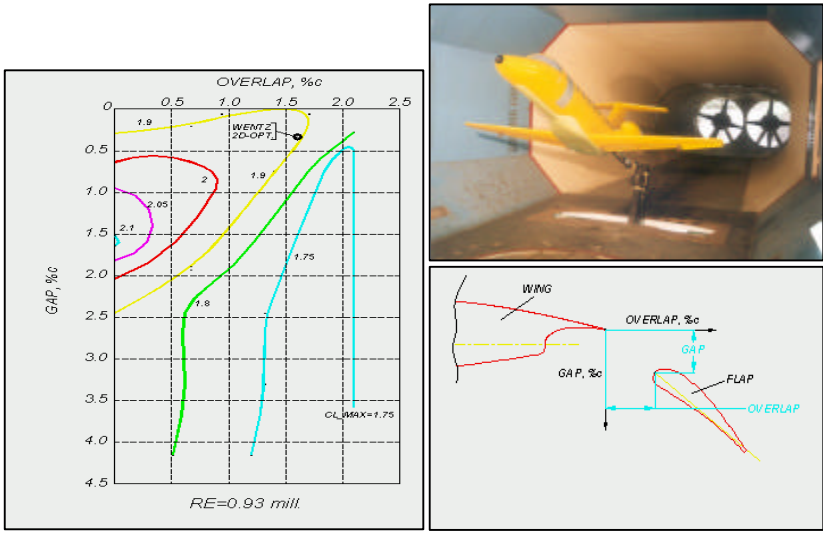 OVERLAP, %c
0.5
1.0
1.5
2.0
2.5
0
0.5
1.0
1.5
2.0
2.5
3.0
3.5
4.0
4.5
GAP, %c
1.9
WENTZ
2D-OPT
1.9
2
2.05
2.1
1.75
1.8
CL_MAX=1.75
RE=0.93 mill.
WING
OVERLAP, %c
GAP
GAP, %c
FLAP
OVERLAP